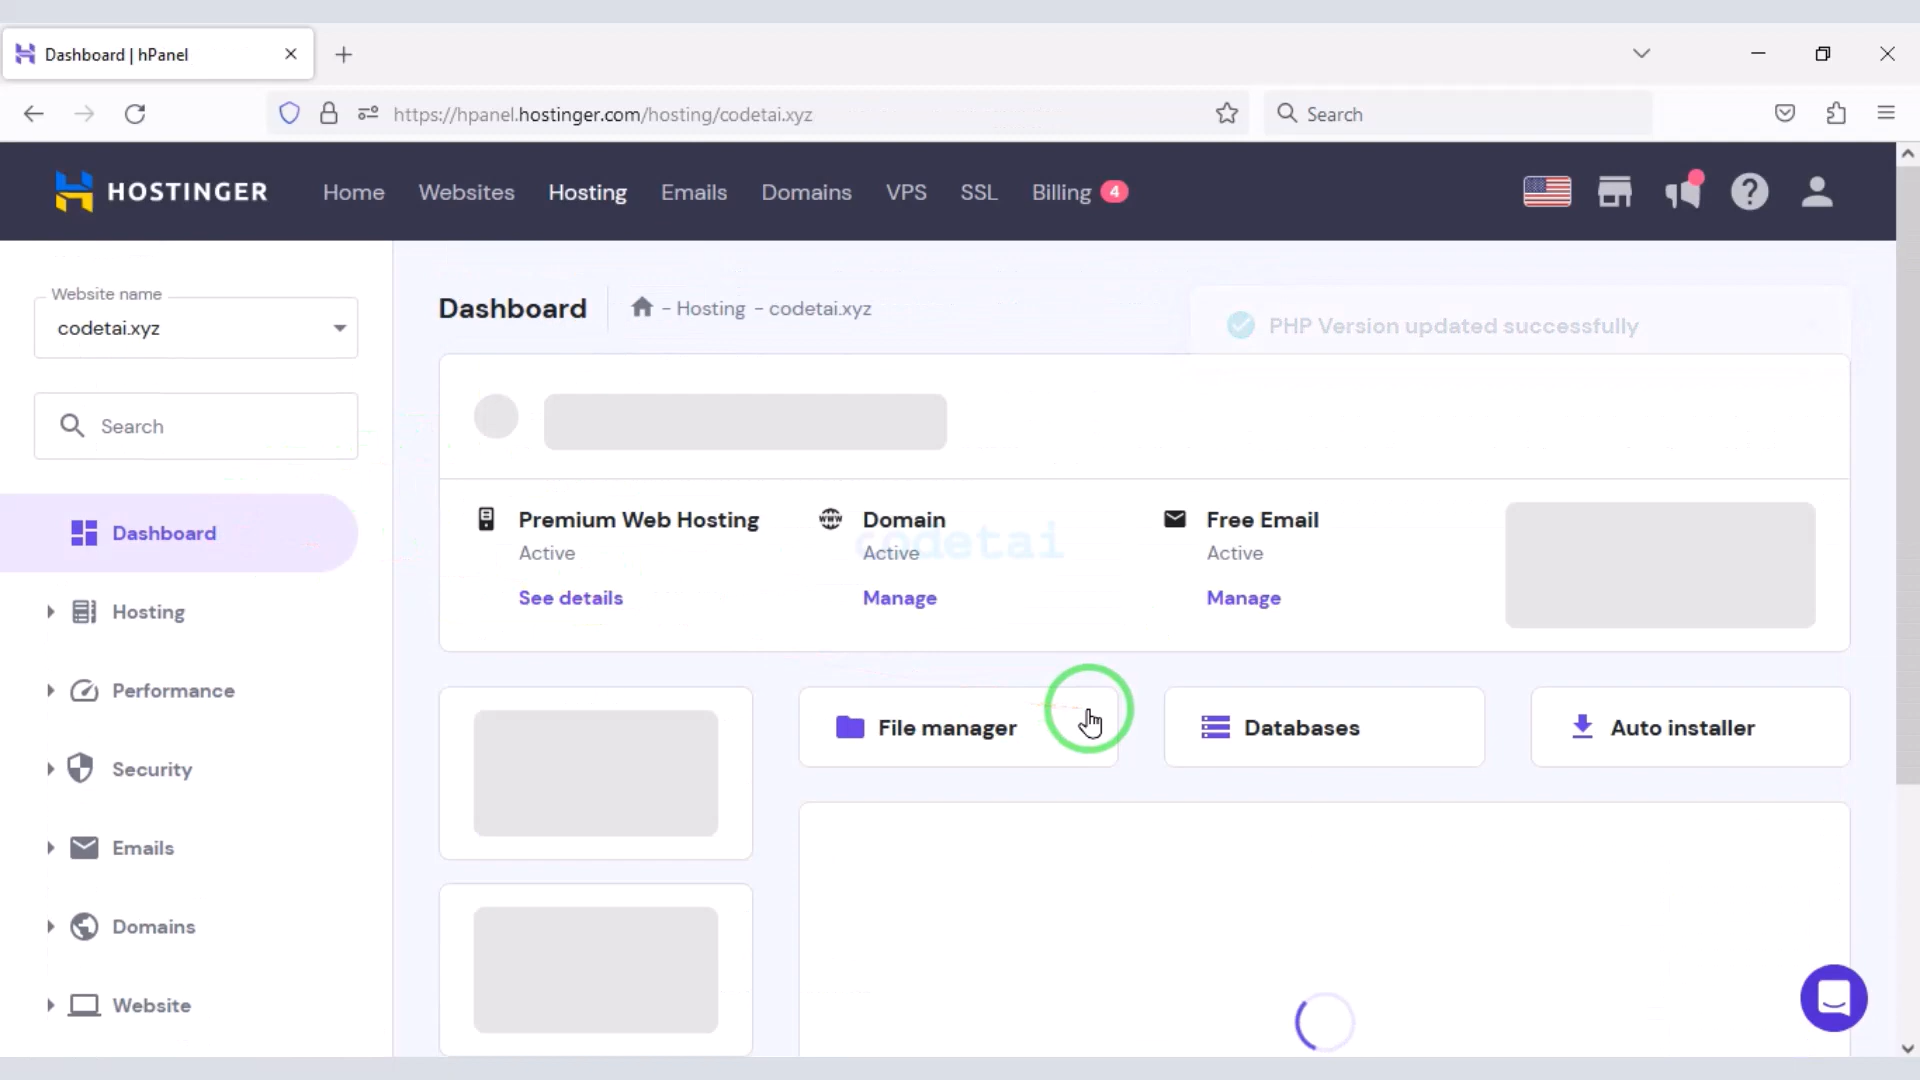 Dashboard | hPanel
https://hpanel.hostinger.com/hosting/codetai.xyz
Search
HOSTINGER
Home
Websites
Hosting
Emails
Domains
VPS
SSL
Billing
4
Website name
codetai.xyz
Search
Dashboard
Hosting
Performance
Security
Emails
Domains
Website
Dashboard
- Hosting - codetai.xyz
PHP Version updated successfully
Premium Web Hosting
Active
See details
www
Domain
Active
Manage
Free Email
Active
Manage
codetai
File manager
Databases
Auto installer